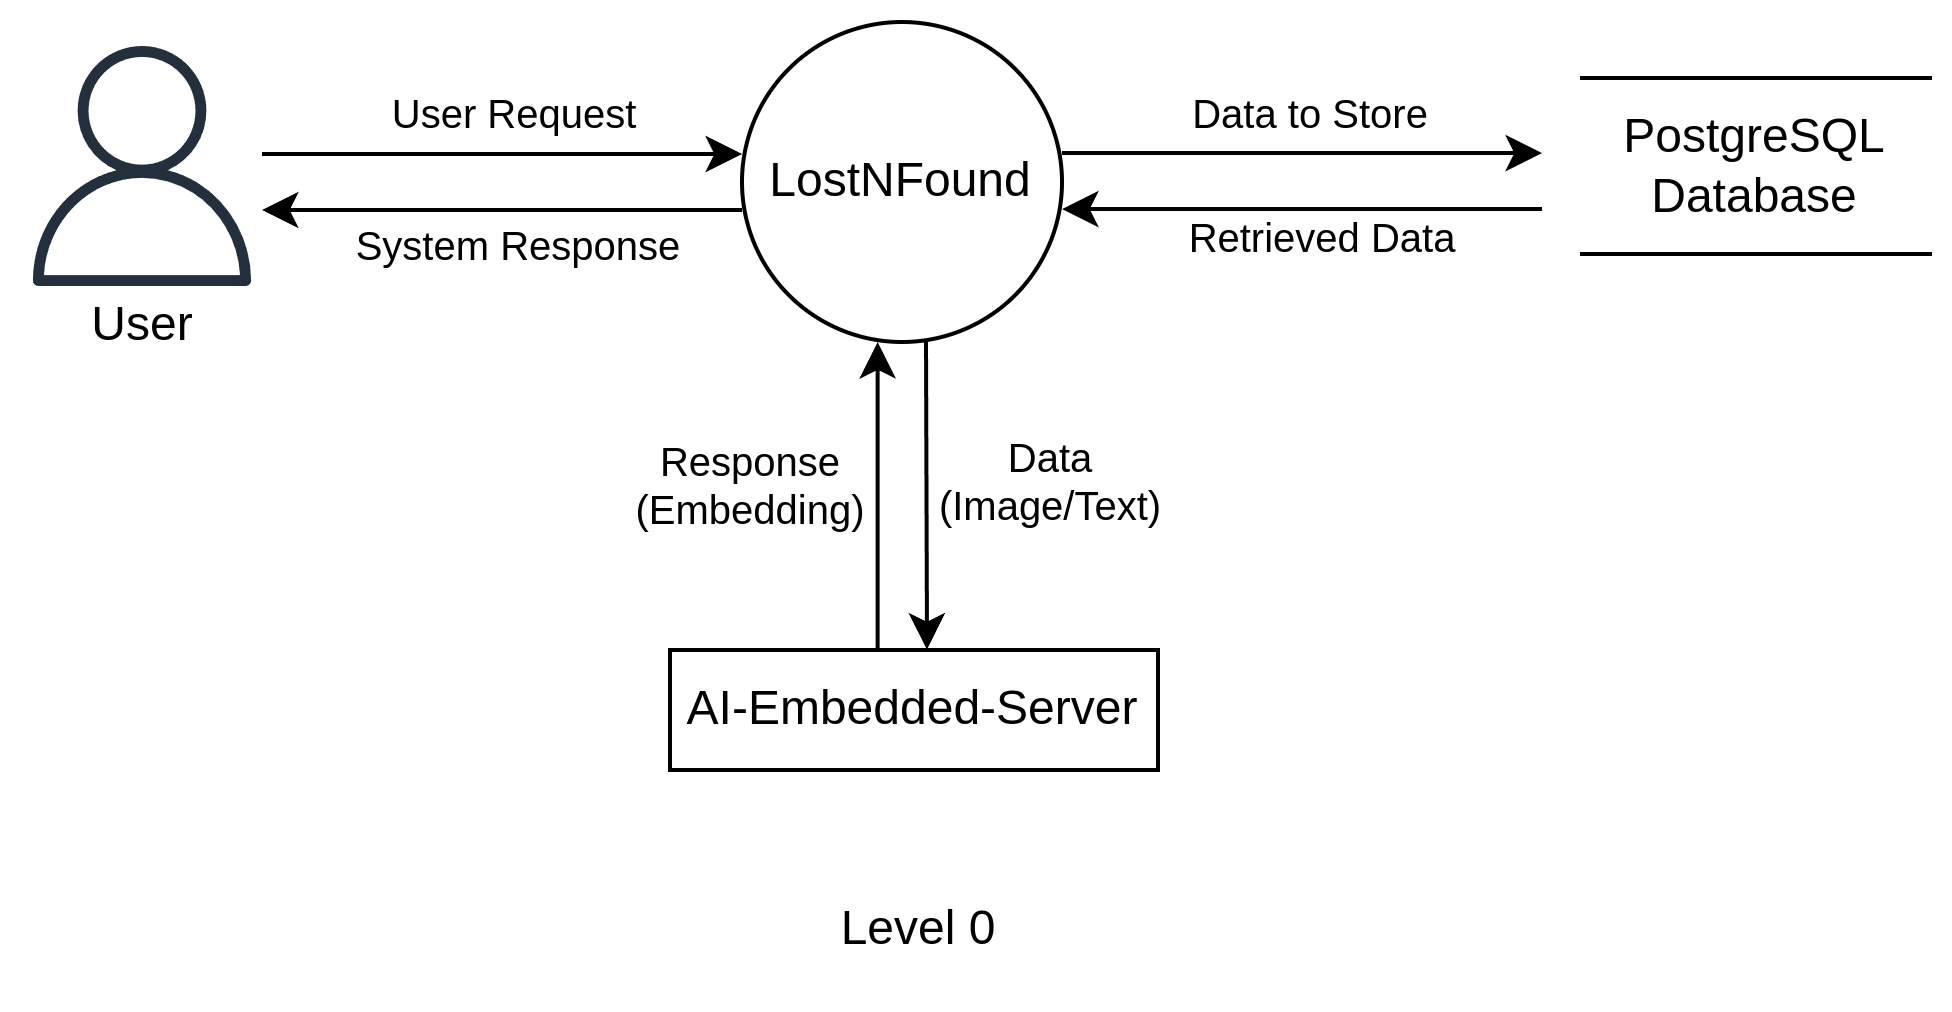 User Request
System Response
User
LostNFound
Data to Store
Retrieved Data
PostgreSQL
Database
Response
(Embedding)
Data
(Image/Text)
AI-Embedded-Server
Level 0